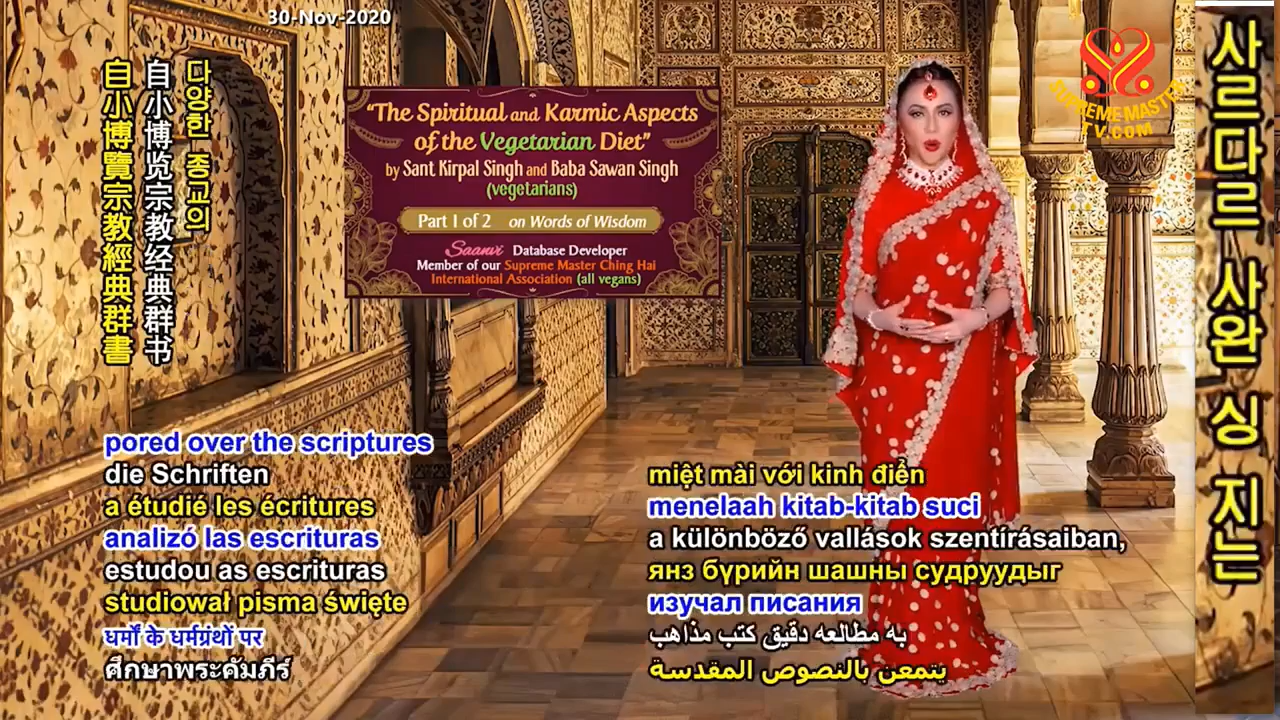 30-Nov-2020
SUPREME MASTER
TV.COM
"The Spiritual and Karmic Aspects
of the Vegetarian Diet"
by Sant Kirpal Singh and Baba Sawan Singh
(vegetarians)
Part 1 of 2 on Words of Wisdom
Saanvi Database Developer
Member of our Supreme Master Ching Hai
International Association (all vegans)
사르다르 사완 싱 지는
다양한 종교의
自小博览宗教经典群书
自小博覽宗教經典群書
pored over the scriptures
die Schriften
a étudié les écritures
analizó las escrituras
estudou as escrituras
studiował pisma święte
धर्मों के धर्मग्रंथों पर
ศึกษาพระคัมภีร์
miệt mài với kinh điển
menelaah kitab-kitab suci
a különböző vallások szentírásaiban,
янз бүрийн шашны судруудыг
изучал писания
به مطالعه دقیق کتب مذاهب
يتمعن بالنصوص المقدسة